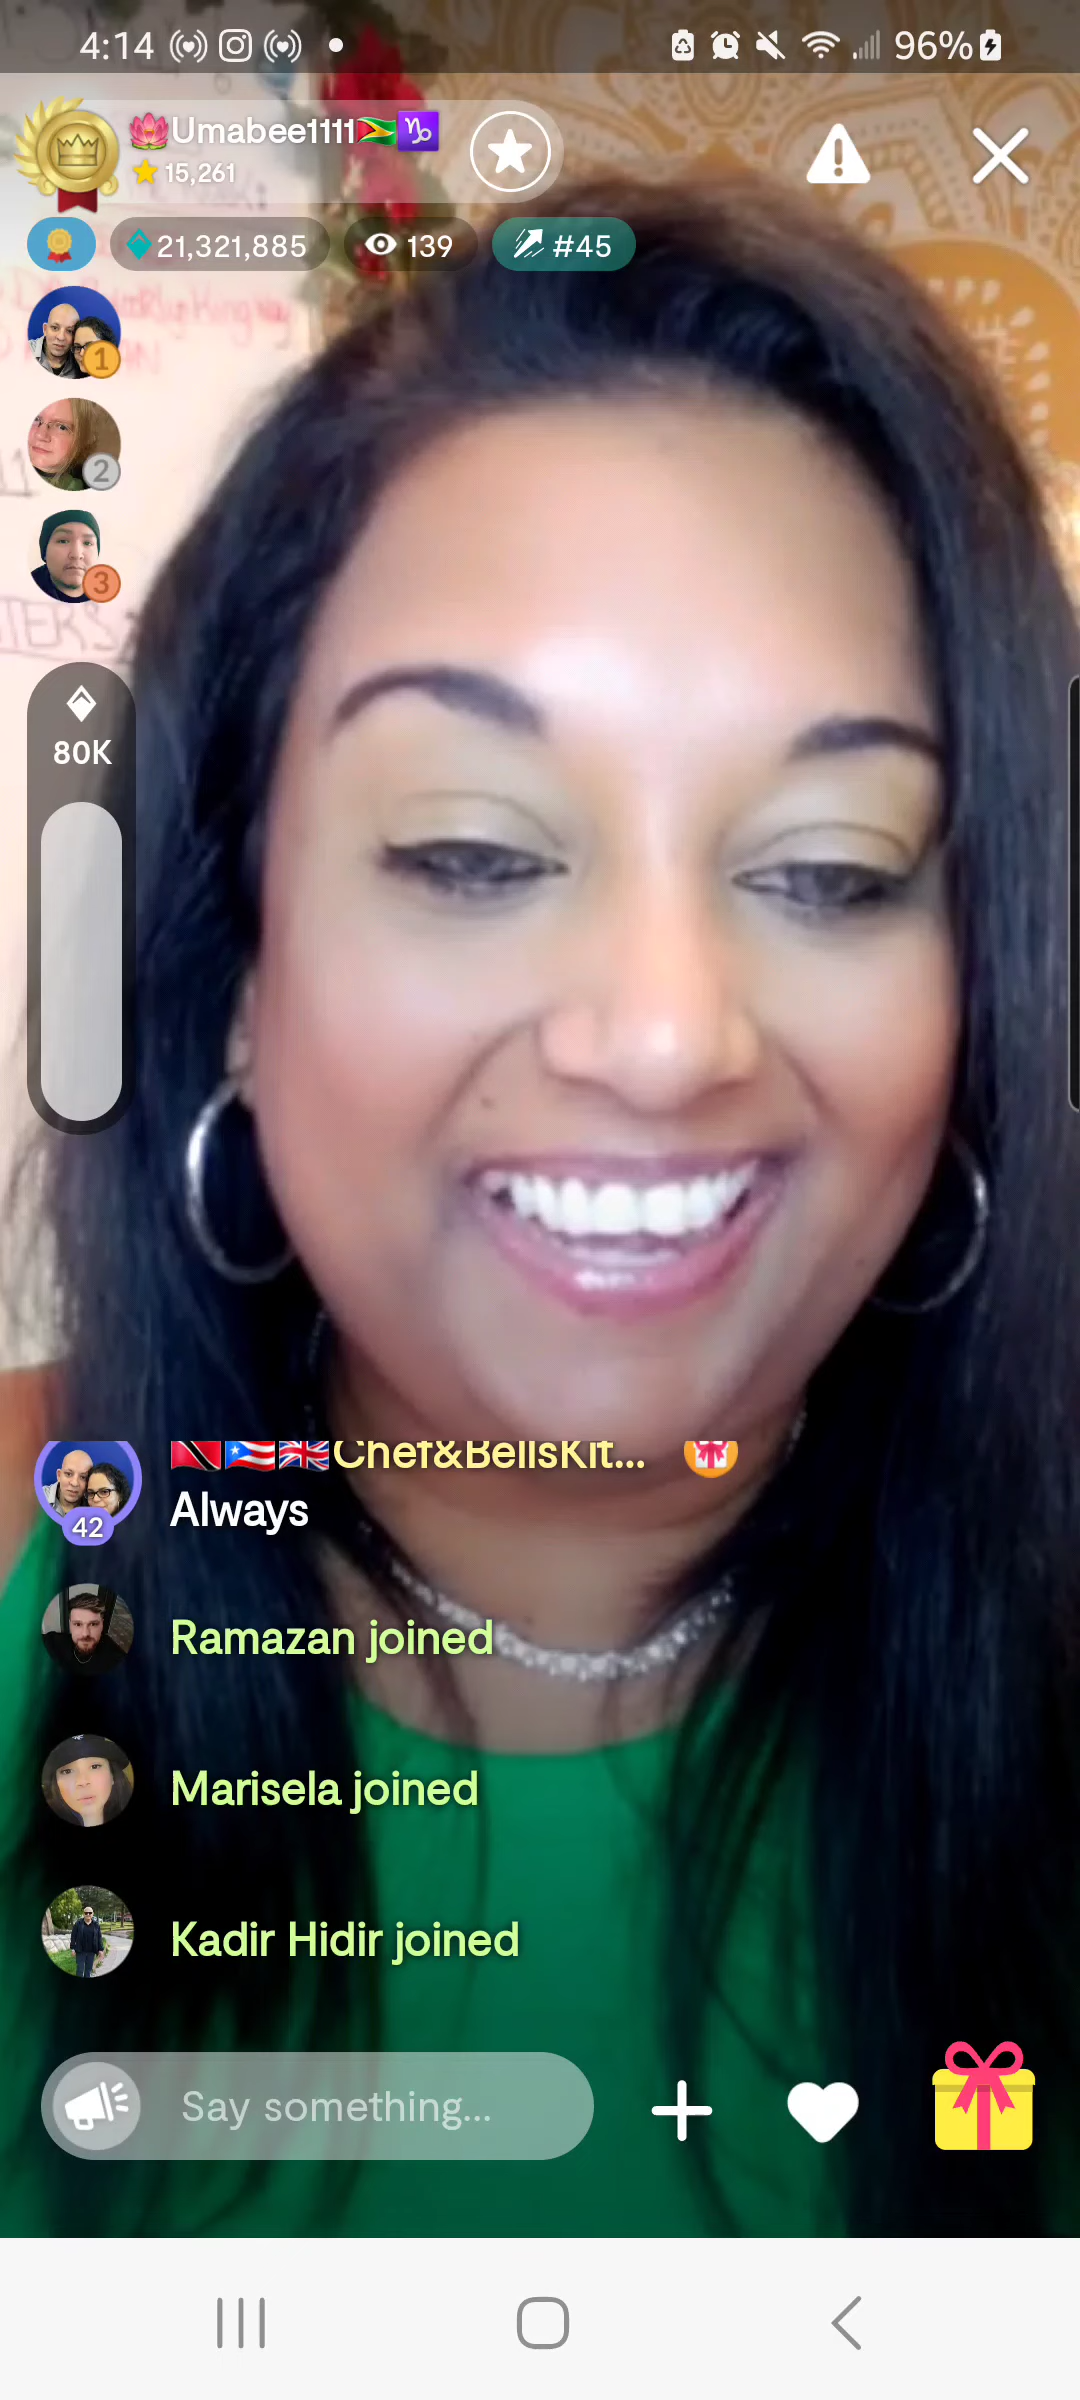 4:14
96%
🪷Umabee1111🇬🇾♑
15,261
21,321,885
139
#45
1
2
3
80K
🇹🇹🇵🇷🇬🇧Chef&BellsKit...
42
Always
Ramazan joined
Marisela joined
Kadir Hidir joined
Say something...